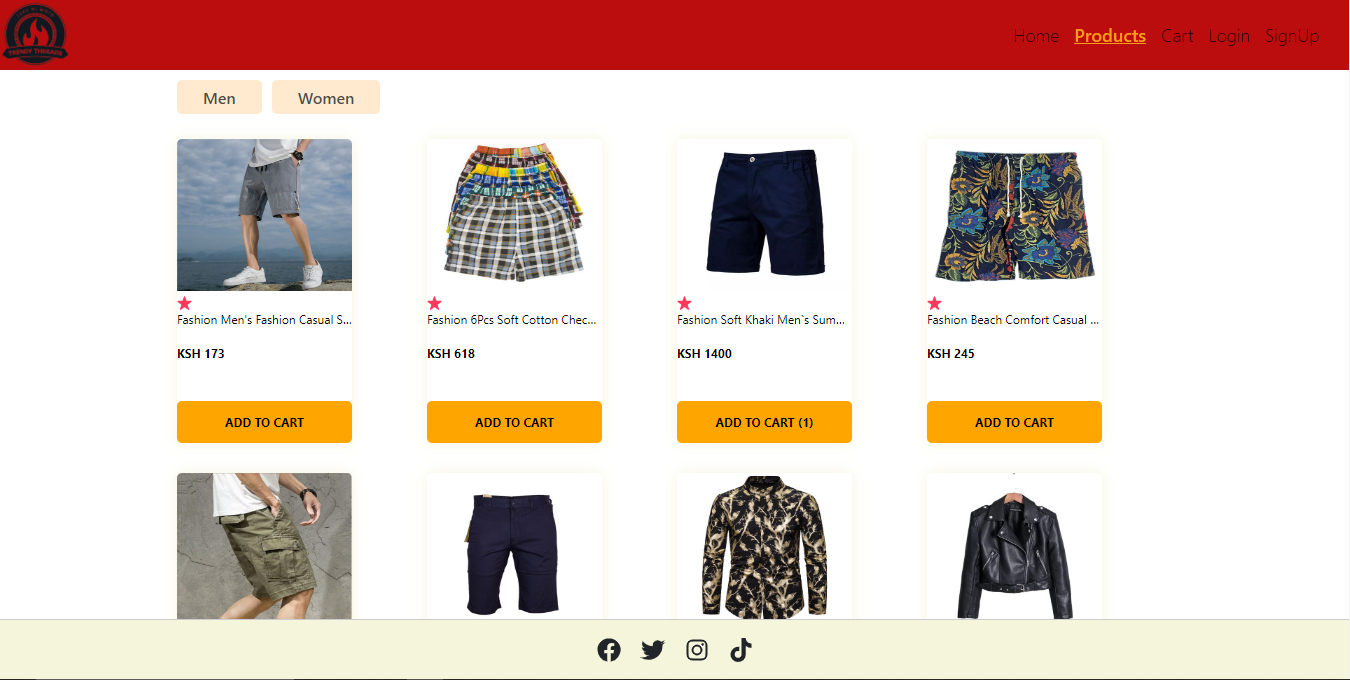 TRENDY THREADS
Home Products Cart Login SignUp
Men Women
Fashion Men's Fashion Casual S...
Fashion 6Pcs Soft Cotton Chec...
Fashion Soft Khaki Men`s Sum...
Fashion Beach Comfort Casual ...
KSH 173
KSH 618
KSH 1400
KSH 245
ADD TO CART
ADD TO CART
ADD TO CART (1)
ADD TO CART